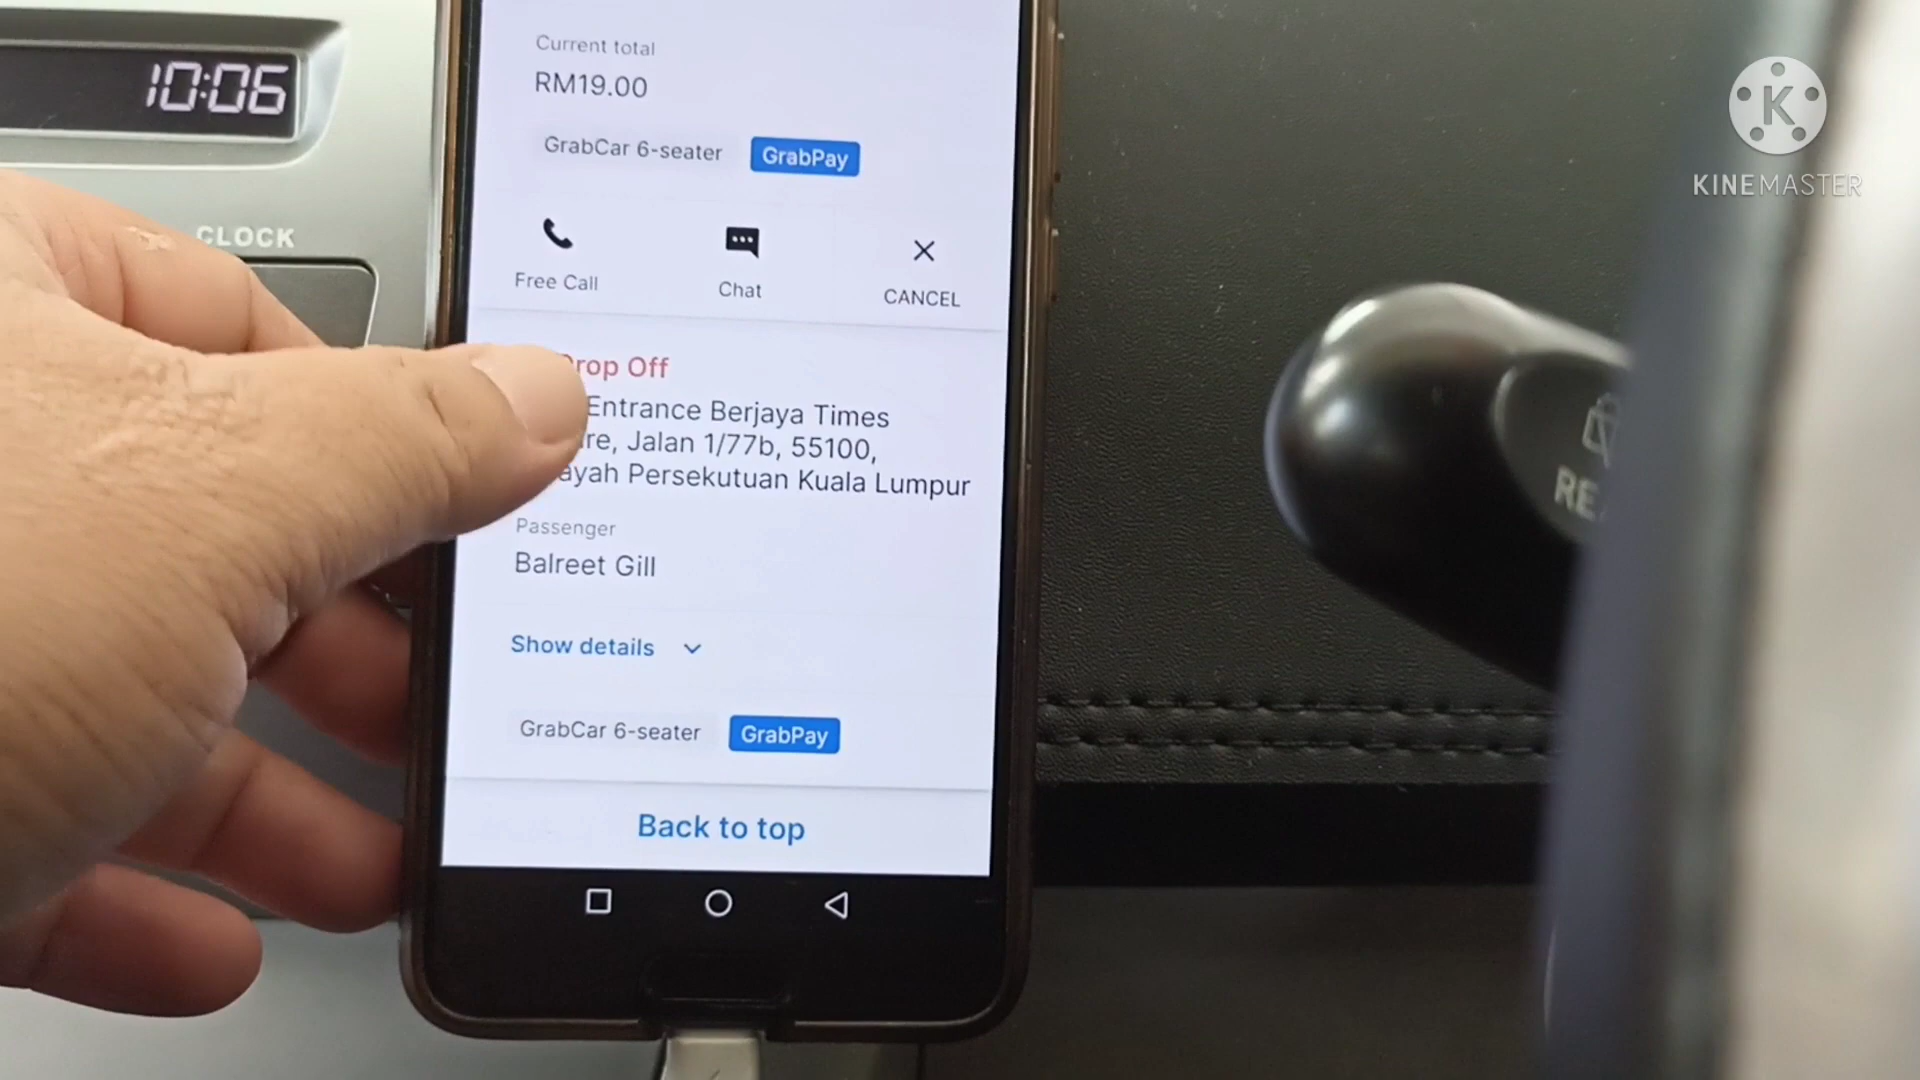 10:06
CLOCK
Current total
RM19.00
GrabCar 6-seater
GrabPay
Free Call
Chat
CANCEL
rop Off
Entrance Berjaya Times
re, Jalan 1/77b, 55100,
ayah Persekutuan Kuala Lumpur
Passenger
Balreet Gill
Show details
GrabCar 6-seater
GrabPay
Back to top
K
KINEMASTER